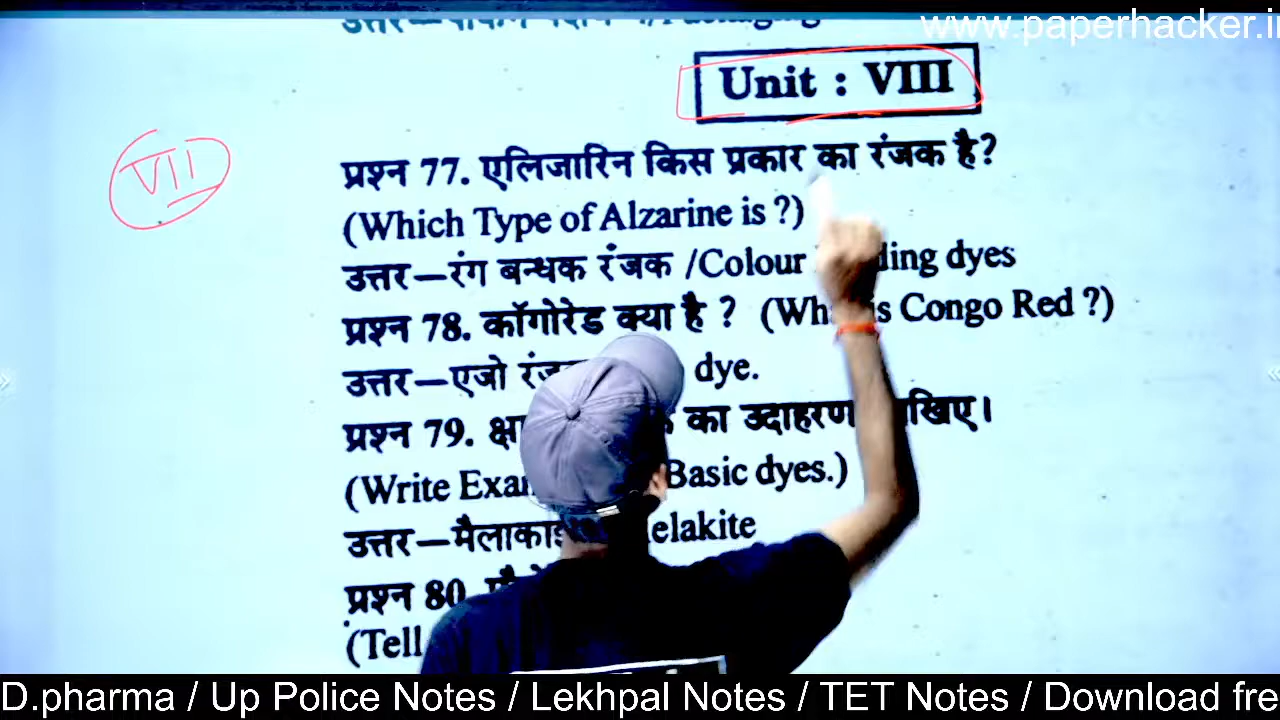 www.paperhacker.i
Unit : VIII
VII
प्रश्न 77. एलिजारिन किस प्रकार का रंजक है?
(Which Type of Alzarine is ?)
उत्तर—रंग बन्धक रंजक /Colour ding dyes
प्रश्न 78. कॉगोरेड क्या है ? (Wh is Congo Red ?)
उत्तर—एजो dye.
प्रश्न 79. का उदाहरण
(Write Basic dyes.)
उत्तर— elakite
प्रश्न 80.
(Tell
D.pharma / Up Police Notes / Lekhpal Notes / TET Notes / Download fre